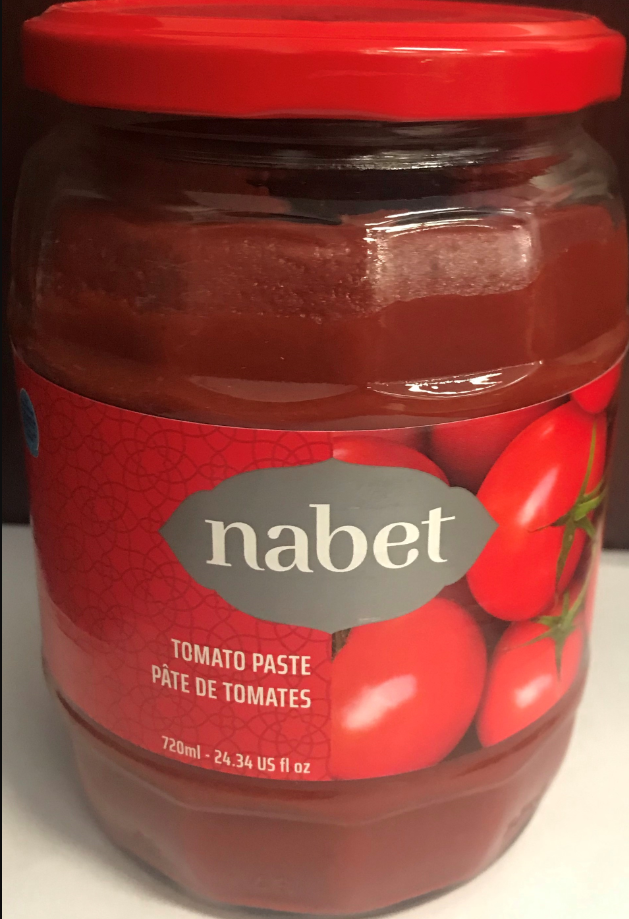 nabet
TOMATO PASTE
PÂTE DE TOMATES
720ml - 24.34 US fl oz